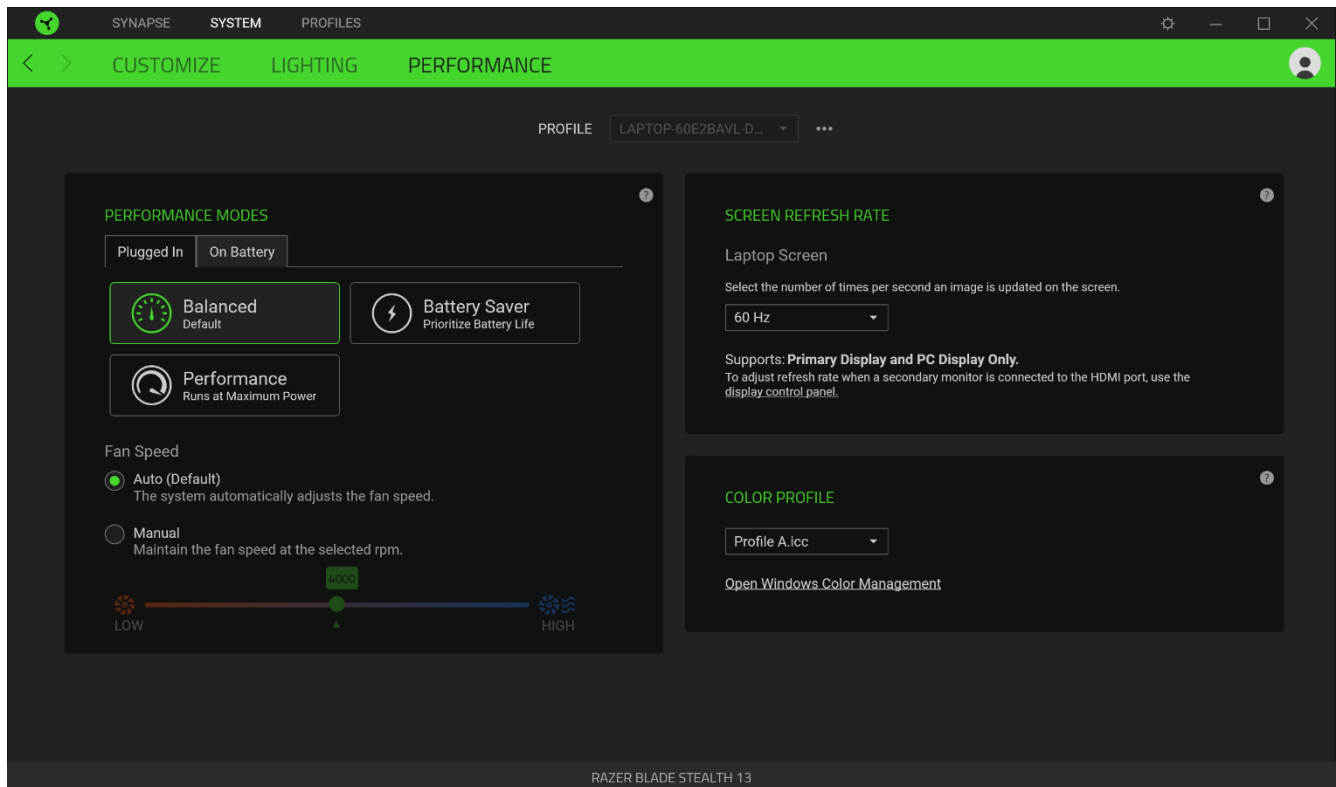 SYNAPSE SYSTEM PROFILES
CUSTOMIZE LIGHTING PERFORMANCE
PROFILE LAPTOP-60E2BAVL-D... •••
PERFORMANCE MODES
Plugged In On Battery
Balanced
Default
Battery Saver
Prioritize Battery Life
Performance
Runs at Maximum Power
Fan Speed
Auto (Default)
The system automatically adjusts the fan speed.
Manual
Maintain the fan speed at the selected rpm.
4000
LOW HIGH
?
SCREEN REFRESH RATE
Laptop Screen
Select the number of times per second an image is updated on the screen.
60 Hz
Supports: Primary Display and PC Display Only.
To adjust refresh rate when a secondary monitor is connected to the HDMI port, use the
display control panel.
?
COLOR PROFILE
Profile A.icc
Open Windows Color Management
?
RAZER BLADE STEALTH 13